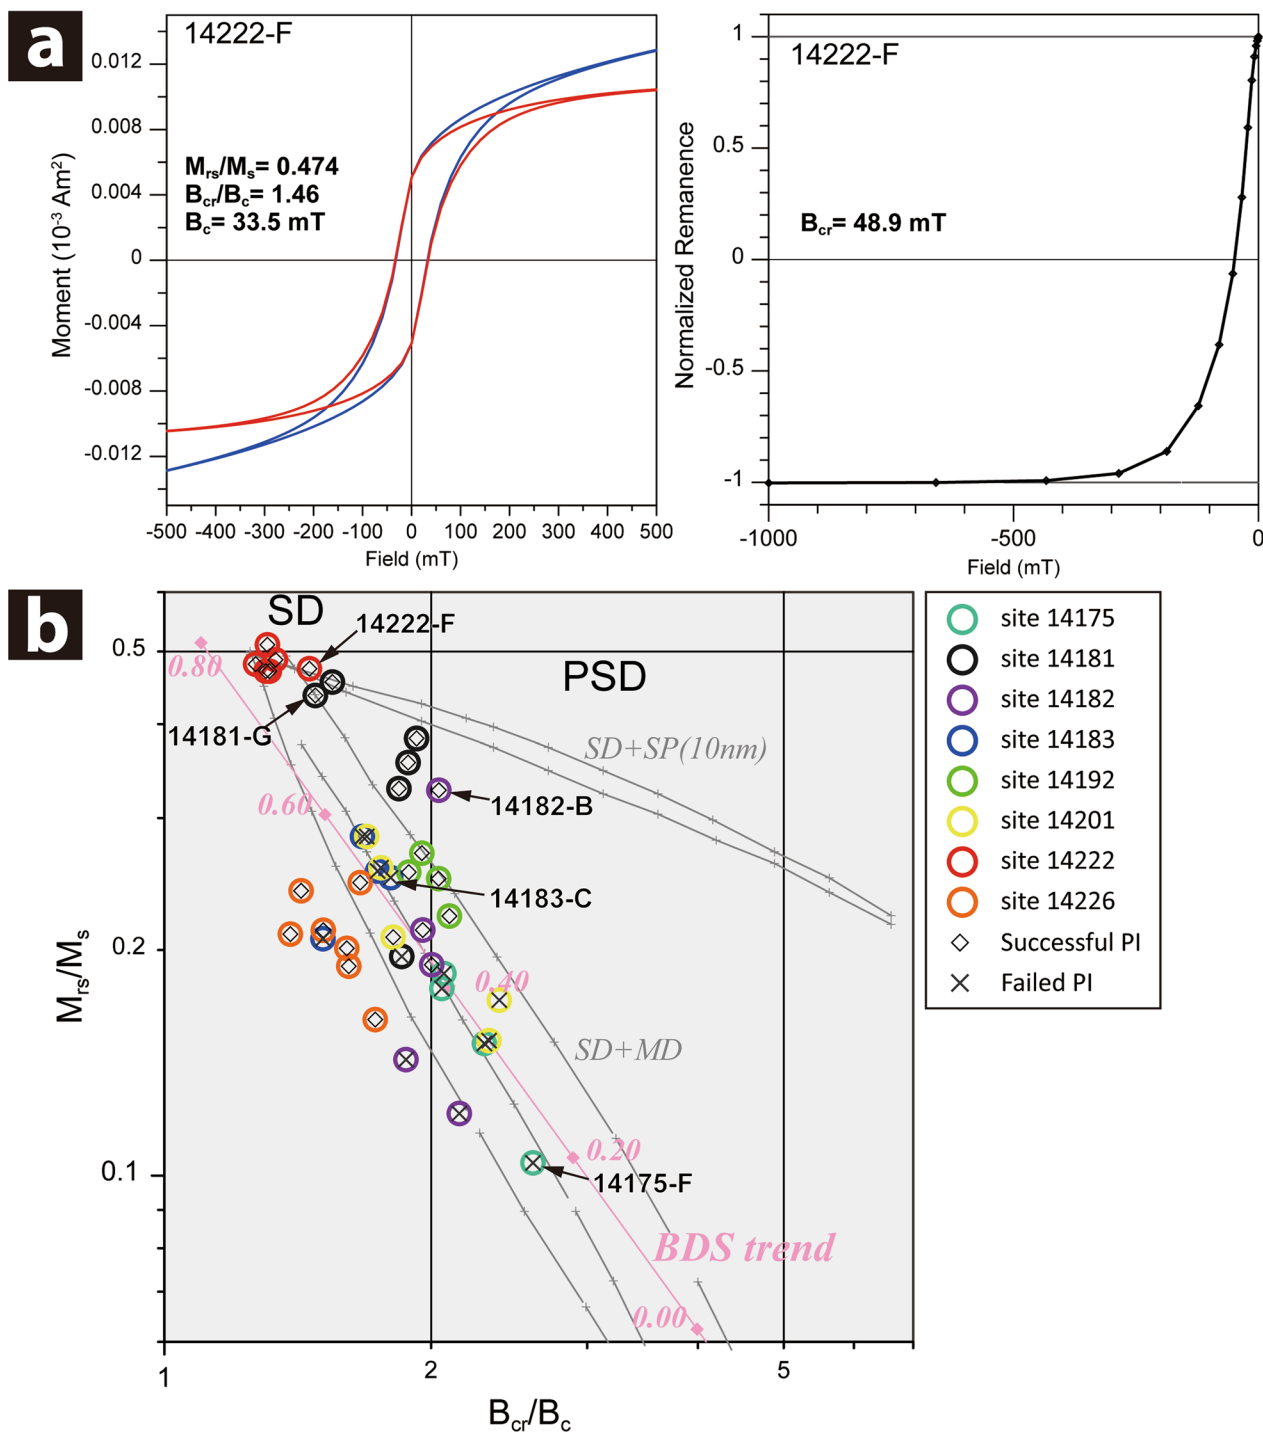 a
14222-F
Mrs/Ms= 0.474
Bcr/Bc= 1.46
Bc= 33.5 mT
Moment (10-3 Am2)
0.012
0.008
0.004
0
-0.004
-0.008
-0.012
-500 -400 -300 -200 -100 0 100 200 300 400 500
Field (mT)
14222-F
Bcr= 48.9 mT
Normalized Remanence
1
0.5
0
-0.5
-1
-1000 -500 0
Field (mT)
b
SD
PSD
14222-F
0.80
14181-G
SD+SP(10nm)
0.60
14182-B
14183-C
0.40
SD+MD
0.20
14175-F
BDS trend
0.00
Mrs/Ms
0.5
0.2
0.1
1 2 5
Bcr/Bc
site 14175
site 14181
site 14182
site 14183
site 14192
site 14201
site 14222
site 14226
Successful PI
Failed PI